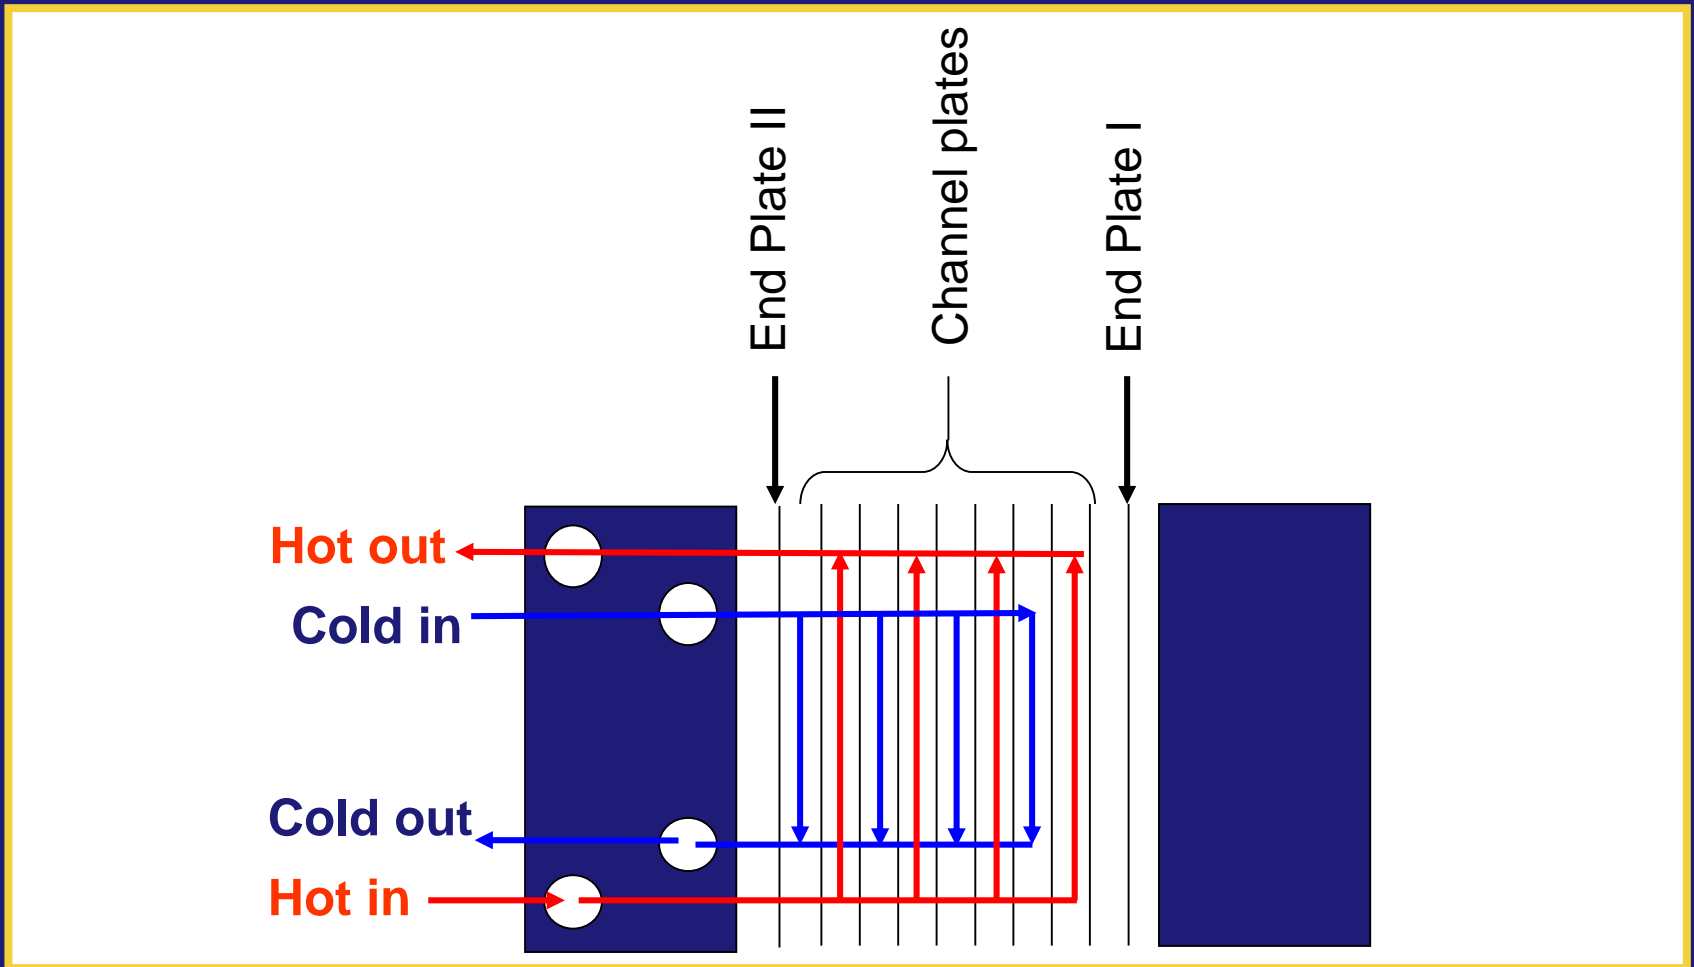 End Plate II
Channel plates
End Plate I
Hot out
Cold in
Cold out
Hot in